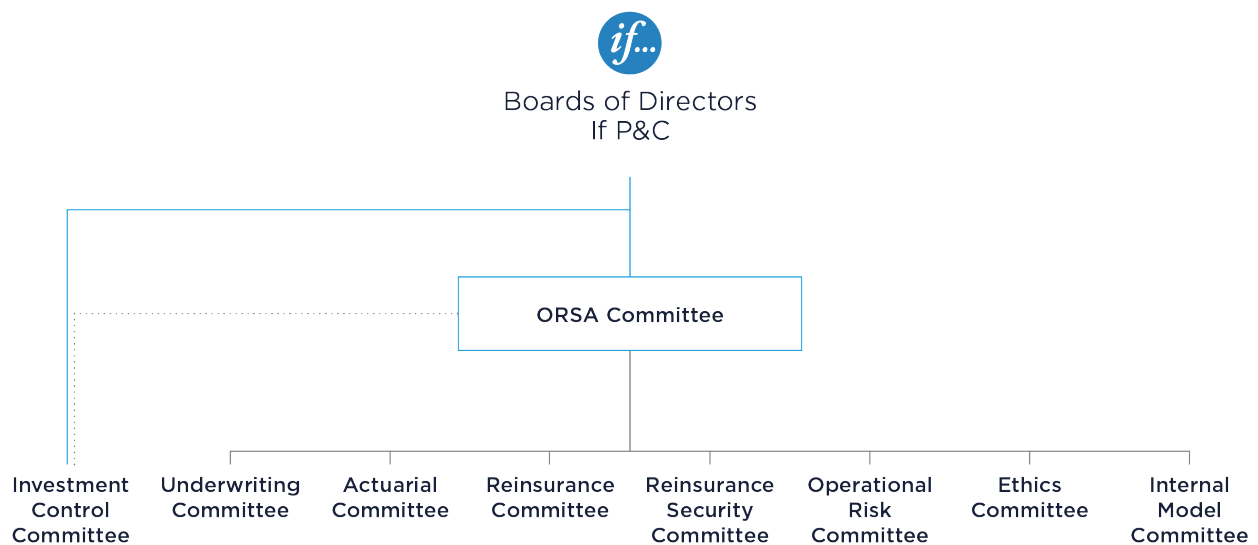 if...
Boards of Directors
If P&C
ORSA Committee
Investment
Control
Committee
Underwriting
Committee
Actuarial
Committee
Reinsurance
Committee
Reinsurance
Security
Committee
Operational
Risk
Committee
Ethics
Committee
Internal
Model
Committee